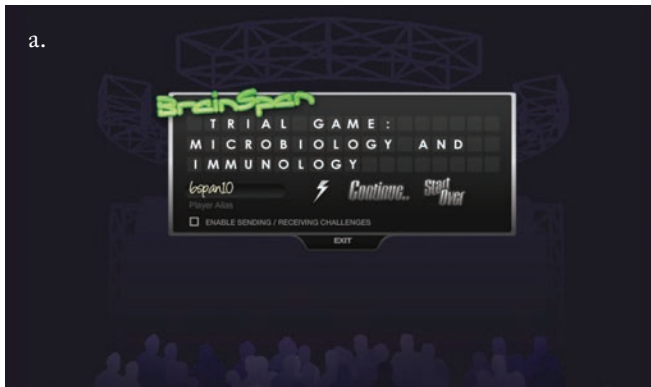 a.
BrainSpan
TRIAL GAME:
MICROBIOLOGY AND
IMMUNOLOGY
bspan10 Continue.. Start Over
Player Alias
ENABLE SENDING / RECEIVING CHALLENGES
EXIT